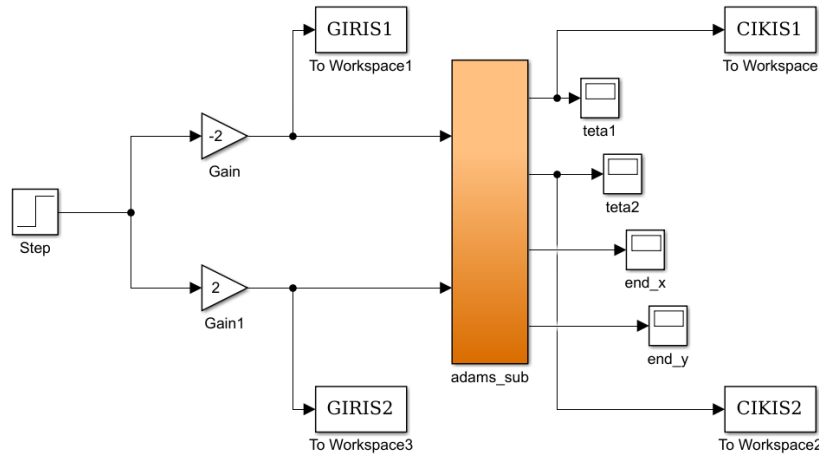 GIRIS1
To Workspace1
CIKIS1
To Workspace
teta1
-2
Gain
teta2
Step
end_x
2
Gain1
end_y
adams_sub
GIRIS2
To Workspace3
CIKIS2
To Workspace2